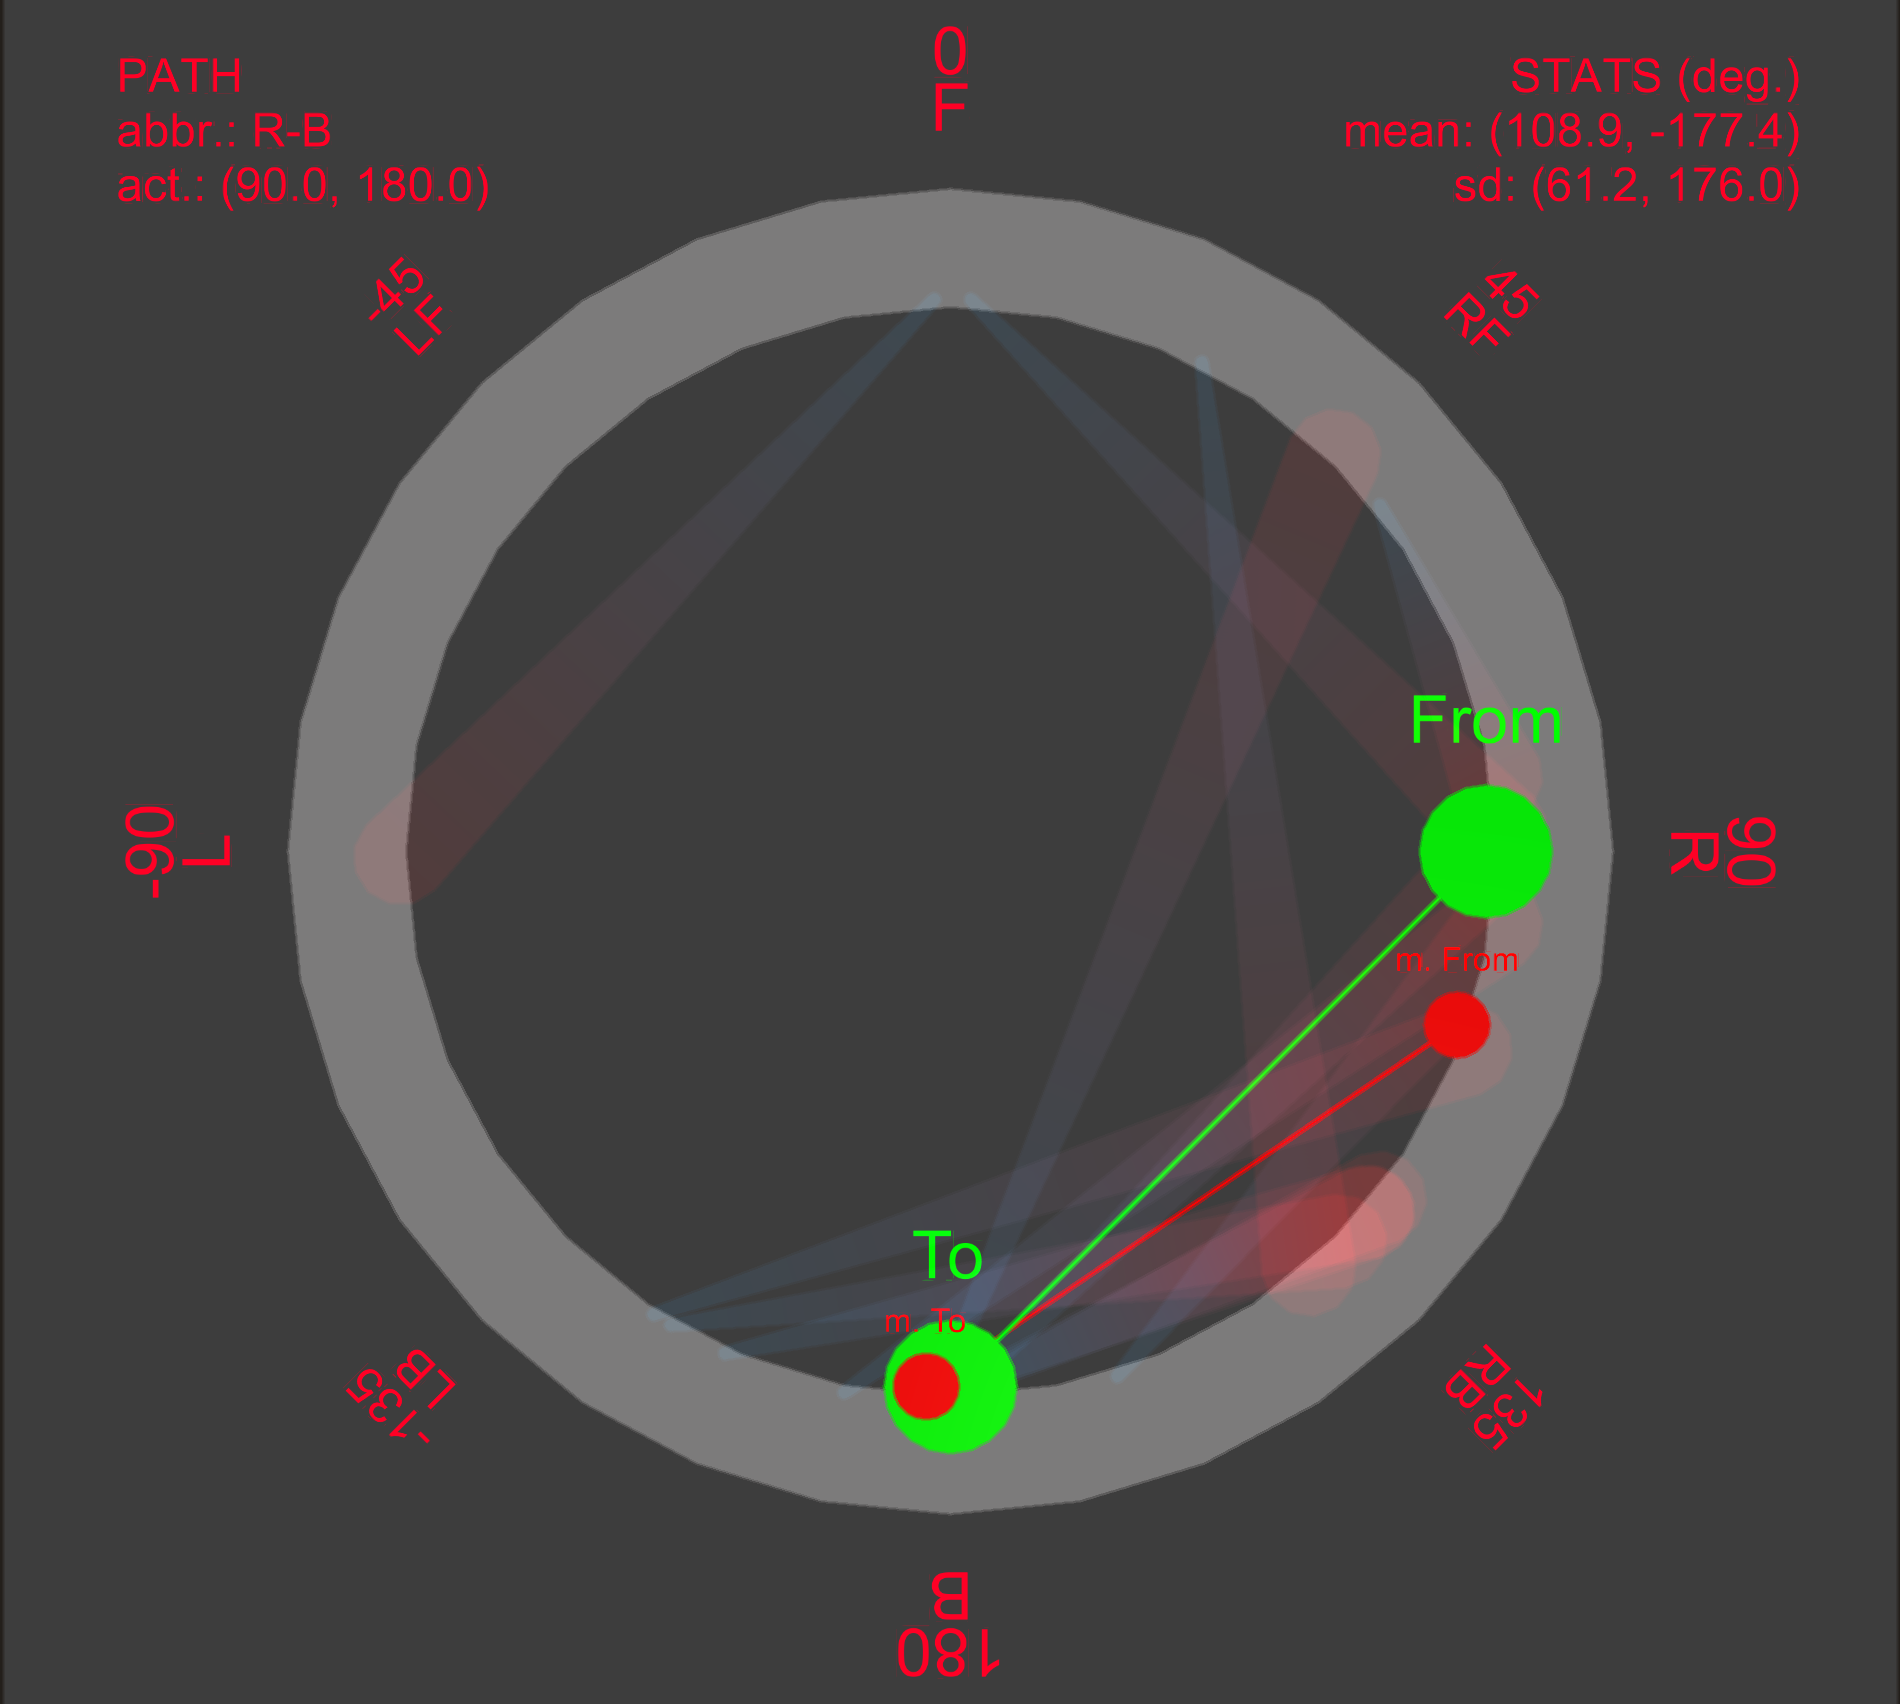 PATH
abbr.: R-B
act.: (90.0, 180.0)
0
F
STATS (deg.)
mean: (108.9, -177.4)
sd: (61.2, 176.0)
-45
LF
45
RF
From
-90
L
90
R
m. From
To
m. To
-135
LB
135
RB
B
180